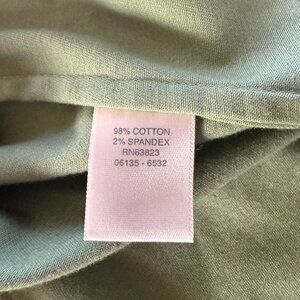 98% COTTON
2% SPANDEX
RN63823
06135 - 6532